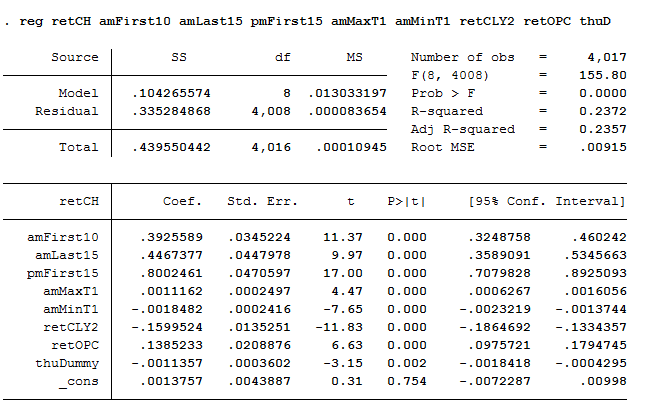 . reg retCH amFirst10 amLast15 pmFirst15 amMaxT1 amMinT1 retCLY2 retOPC thuD
Source SS df MS Number of obs = 4,017
F(8, 4008) = 155.80
Model .104265574 8 .013033197 Prob > F = 0.0000
Residual .335284868 4,008 .000083654 R-squared = 0.2372
Adj R-squared = 0.2357
Total .439550442 4,016 .00010945 Root MSE = .00915
retCH Coef. Std. Err. t P>|t| [95% Conf. Interval]
amFirst10 .3925589 .0345224 11.37 0.000 .3248758 .460242
amLast15 .4467377 .0447978 9.97 0.000 .3589091 .5345663
pmFirst15 .8002461 .0470597 17.00 0.000 .7079828 .8925093
amMaxT1 .0011162 .0002497 4.47 0.000 .0006267 .0016056
amMinT1 -.0018482 .0002416 -7.65 0.000 -.0023219 -.0013744
retCLY2 -.1599524 .0135251 -11.83 0.000 -.1864692 -.1334357
retOPC .1385233 .0208876 6.63 0.000 .0975721 .1794745
thuDummy -.0011357 .0003602 -3.15 0.002 -.0018418 -.0004295
_cons .0013757 .0043887 0.31 0.754 -.0072287 .00998